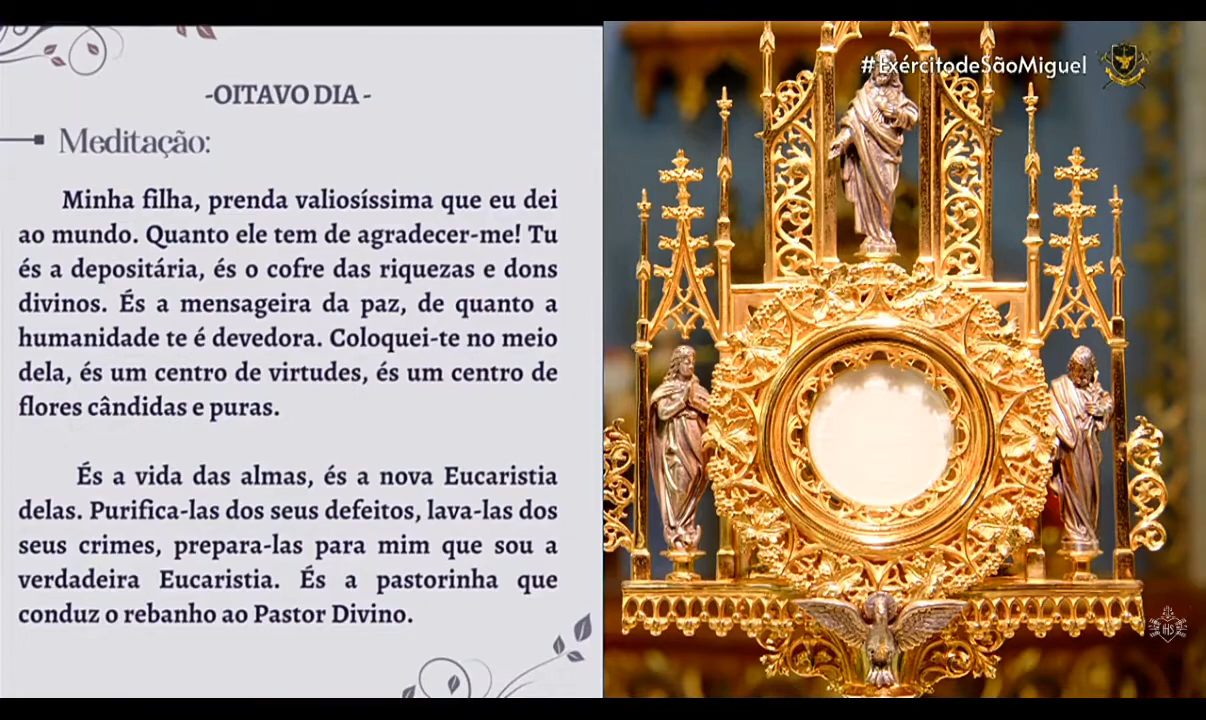 -OITAVO DIA -
Meditação:
Minha filha, prenda valiosíssima que eu dei
ao mundo. Quanto ele tem de agradecer-me! Tu
és a depositária, és o cofre das riquezas e dons
divinos. És a mensageira da paz, de quanto a
humanidade te é devedora. Coloquei-te no meio
dela, és um centro de virtudes, és um centro de
flores cândidas e puras.
És a vida das almas, és a nova Eucaristia
delas. Purifica-las dos seus defeitos, lava-las dos
seus crimes, prepara-las para mim que sou a
verdadeira Eucaristia. És a pastorinha que
conduz o rebanho ao Pastor Divino.
#ExércitodeSãoMiguel
IHS